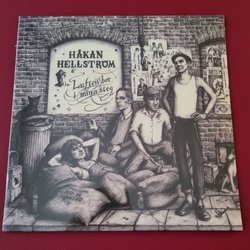 HÅKAN
HELLSTRÖM
Luften bor
i mina steg